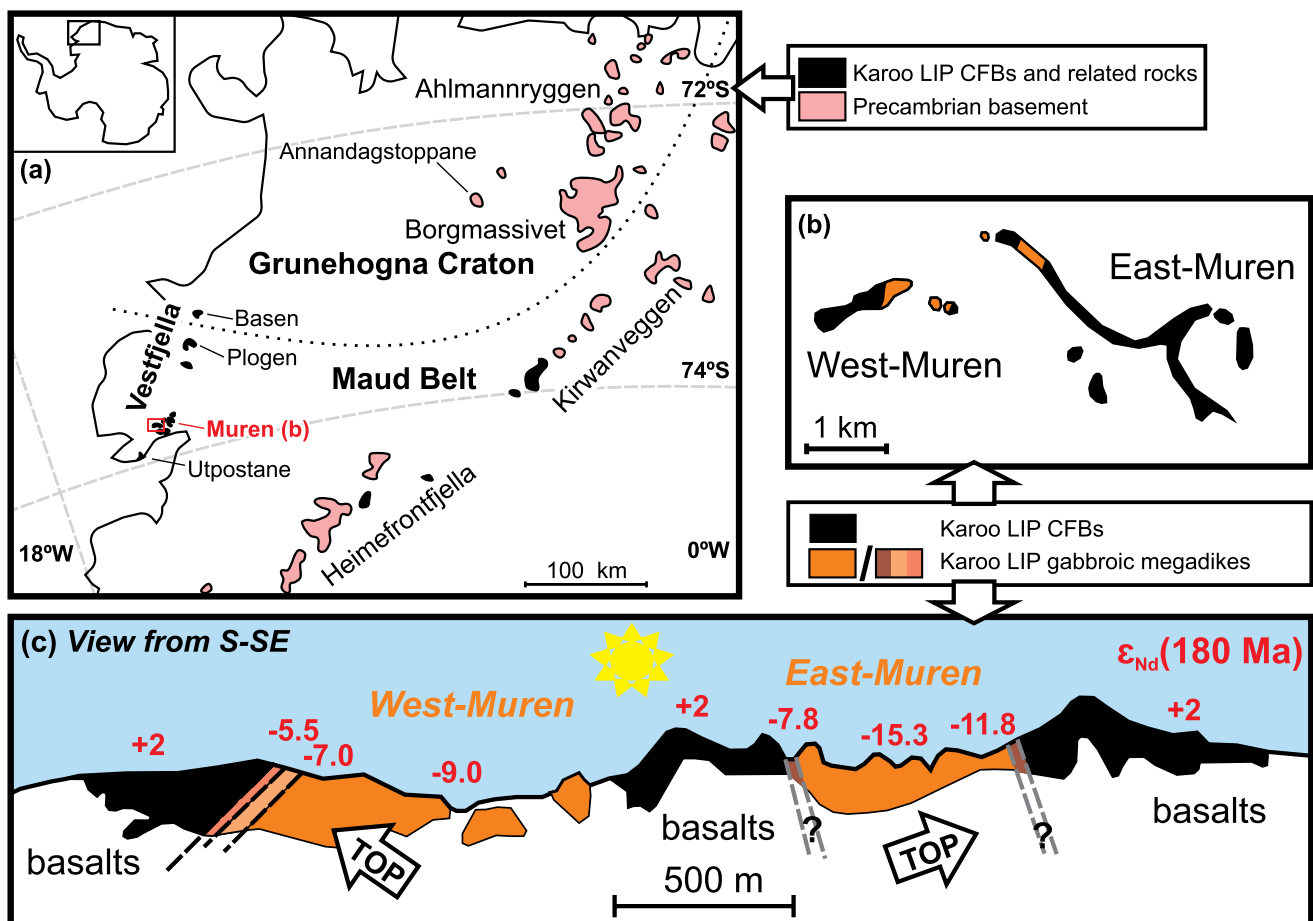 Ahlmannryggen
72ºS
(a)
Annandagstoppane
Borgmassivet
Grunehogna Craton
Basen
Vestfjella
Plogen
Maud Belt
74ºS
Kirwanveggen
Muren (b)
Utpostane
Heimefrontfjella
18ºW
0ºW
100 km
Karoo LIP CFBs and related rocks
Precambrian basement
(b)
East-Muren
West-Muren
1 km
Karoo LIP CFBs
/
Karoo LIP gabbroic megadikes
(c) View from S-SE
εNd(180 Ma)
West-Muren
East-Muren
+2
-5.5
-7.0
-9.0
+2
-7.8
-15.3
-11.8
+2
basalts
TOP
basalts
?
TOP
?
basalts
500 m